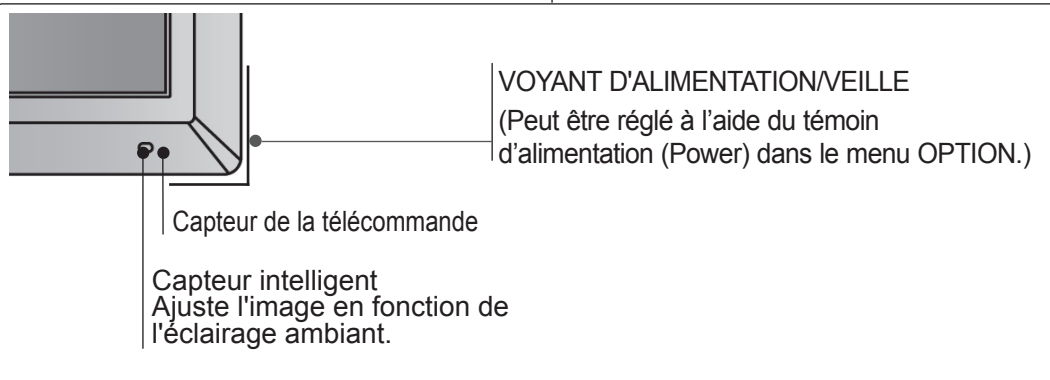 VOYANT D'ALIMENTATION/VEILLE
(Peut être réglé à l’aide du témoin
d’alimentation (Power) dans le menu OPTION.)
Capteur de la télécommande
Capteur intelligent
Ajuste l'image en fonction de
l'éclairage ambiant.